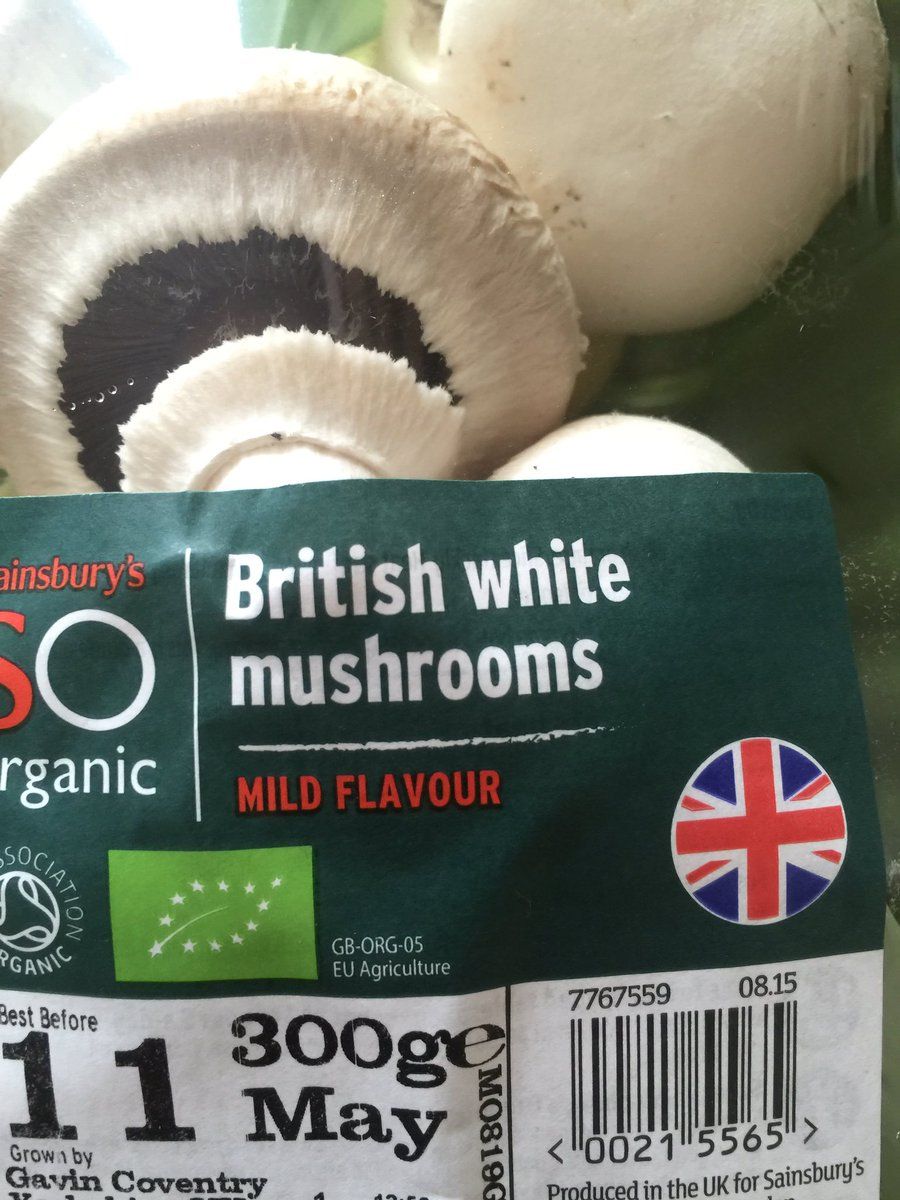 ainsbury's
SO
rganic
British white
mushrooms
MILD FLAVOUR
SSOCIATION
RGANIC
GB-ORG-05
EU Agriculture
Best Before
11 May
300g e
M0819G
Grown by
Gavin Coventry
7767559 08.15
<0021 5565>
Produced in the UK for Sainsbury's